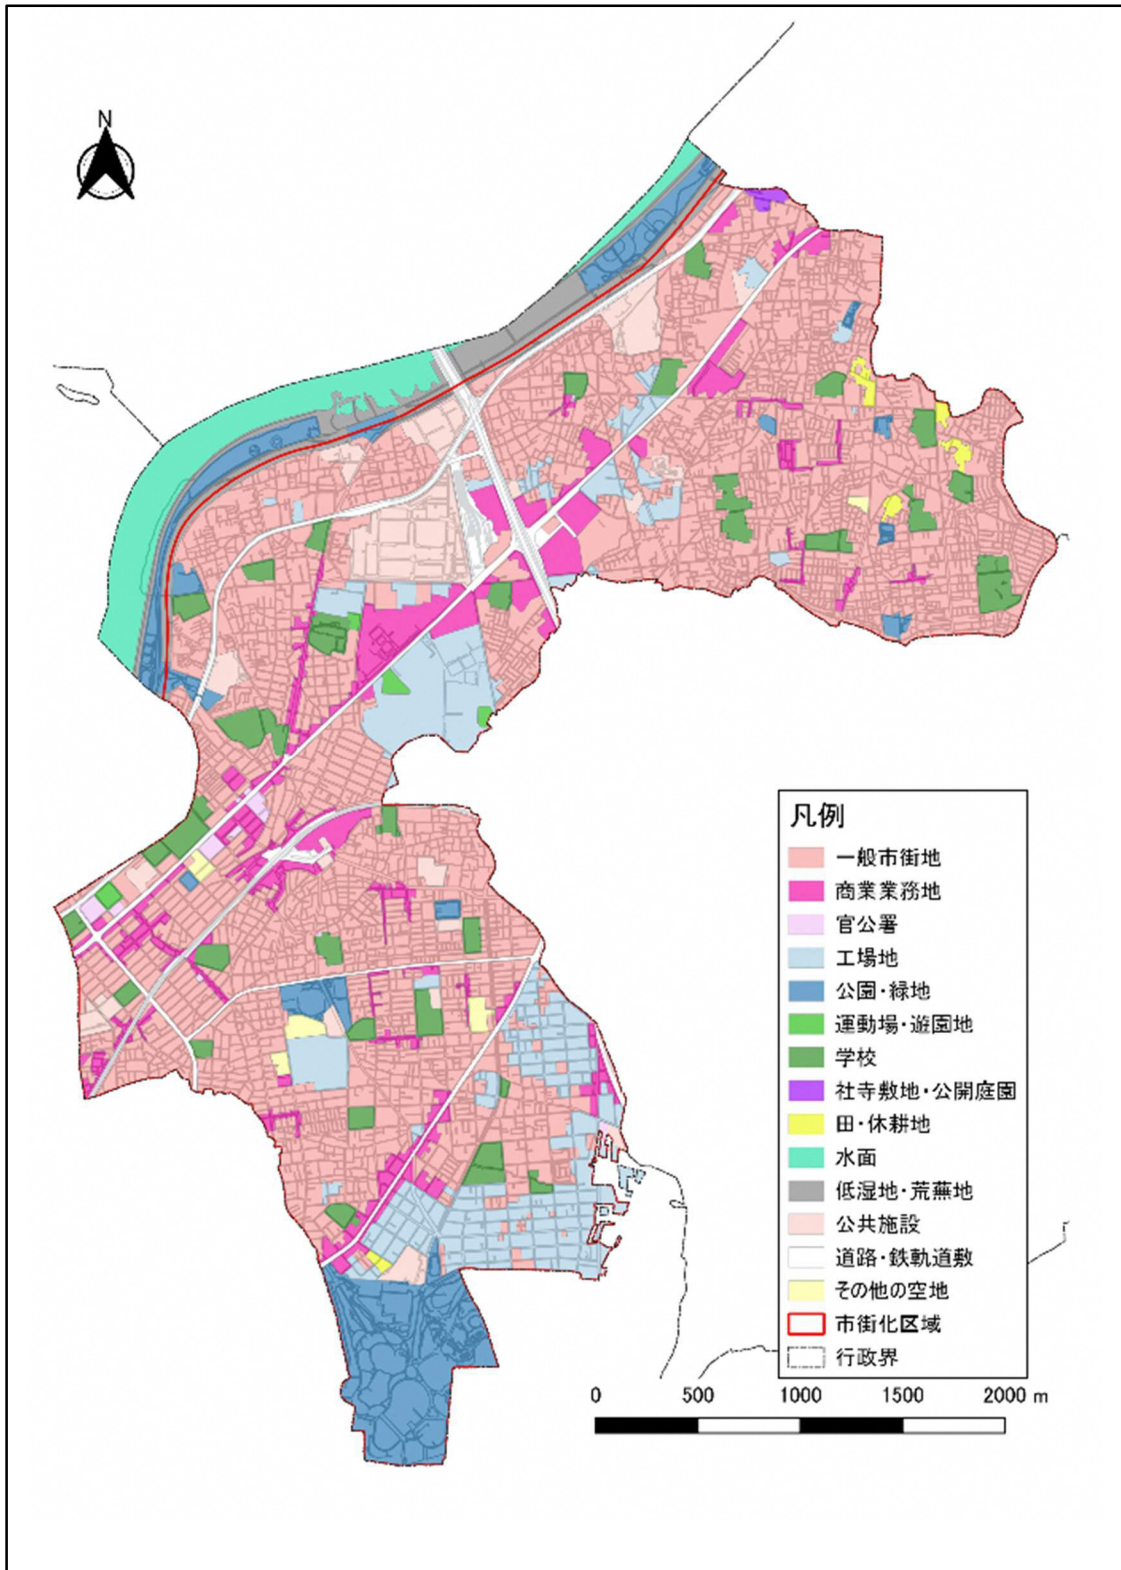 N
凡例
一般市街地
商業業務地
官公署
工場地
公園・緑地
運動場・遊園地
学校
社寺敷地・公開庭園
田・休耕地
水面
低湿地・荒蕪地
公共施設
道路・鉄軌道敷
その他の空地
市街化区域
行政界
0 500 1000 1500 2000 m